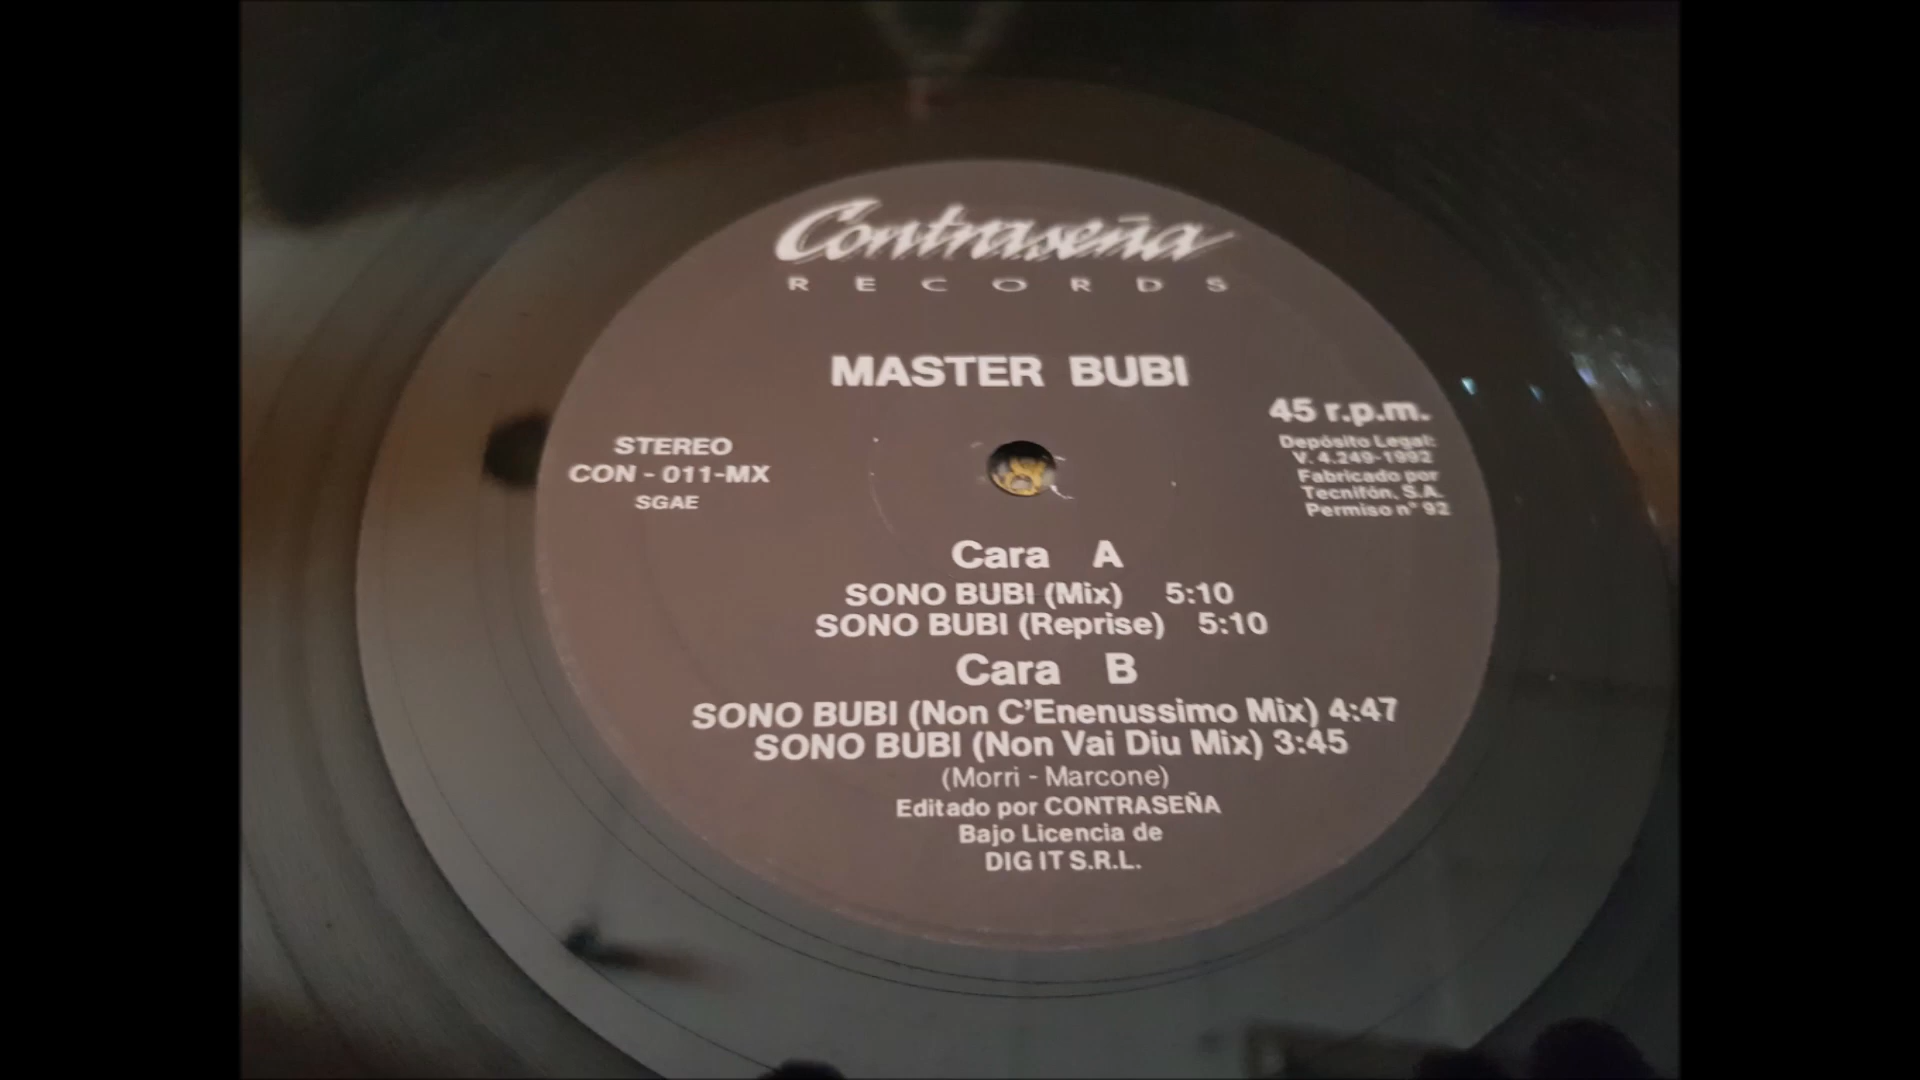 Contraseña
RECORDS
MASTER BUBI
45 r.p.m.
Depósito Legal:
V. 4.249-1992
Fabricado por
Tecnifón, S.A.
Permiso n° 92
STEREO
CON - 011-MX
SGAE
Cara A
SONO BUBI (Mix) 5:10
SONO BUBI (Reprise) 5:10
Cara B
SONO BUBI (Non C'Enenussimo Mix) 4:47
SONO BUBI (Non Vai Diu Mix) 3:45
(Morri - Marcone)
Editado por CONTRASEÑA
Bajo Licencia de
DIG IT S.R.L.